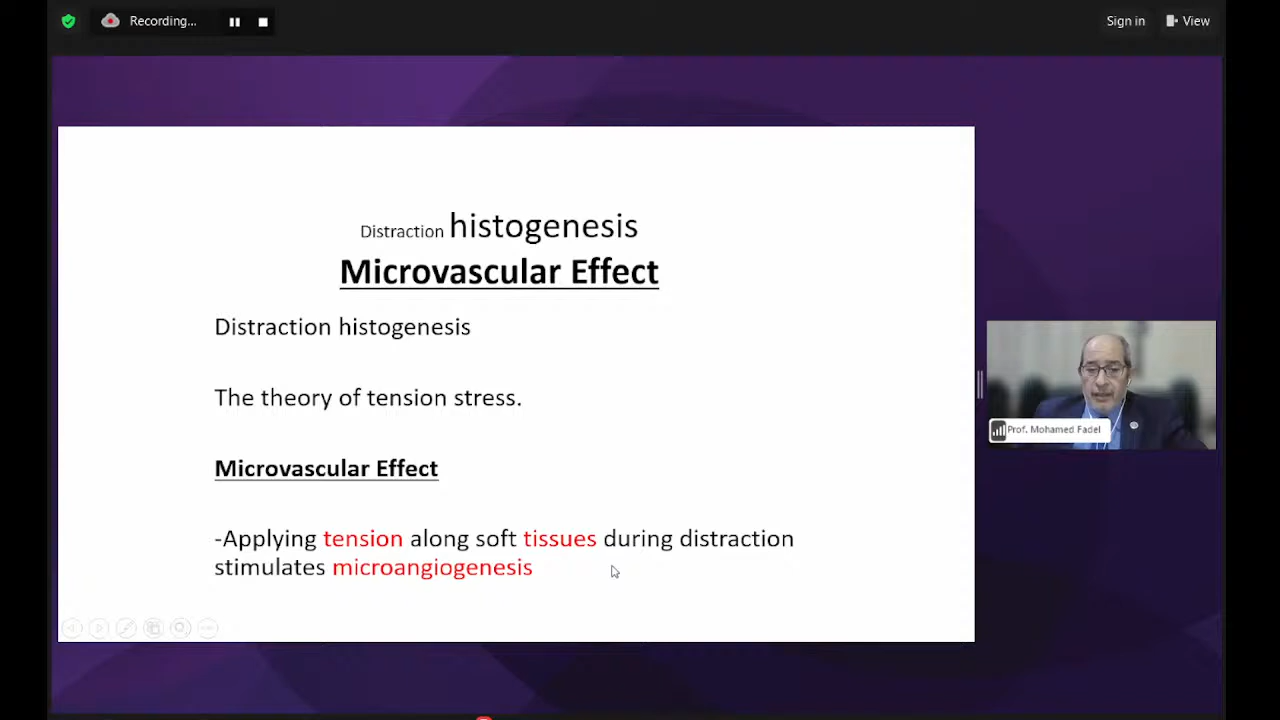 Recording...
Sign in
View
Distraction histogenesis
Microvascular Effect
Distraction histogenesis
The theory of tension stress.
Microvascular Effect
-Applying tension along soft tissues during distraction
stimulates microangiogenesis
Prof. Mohamed Fadel